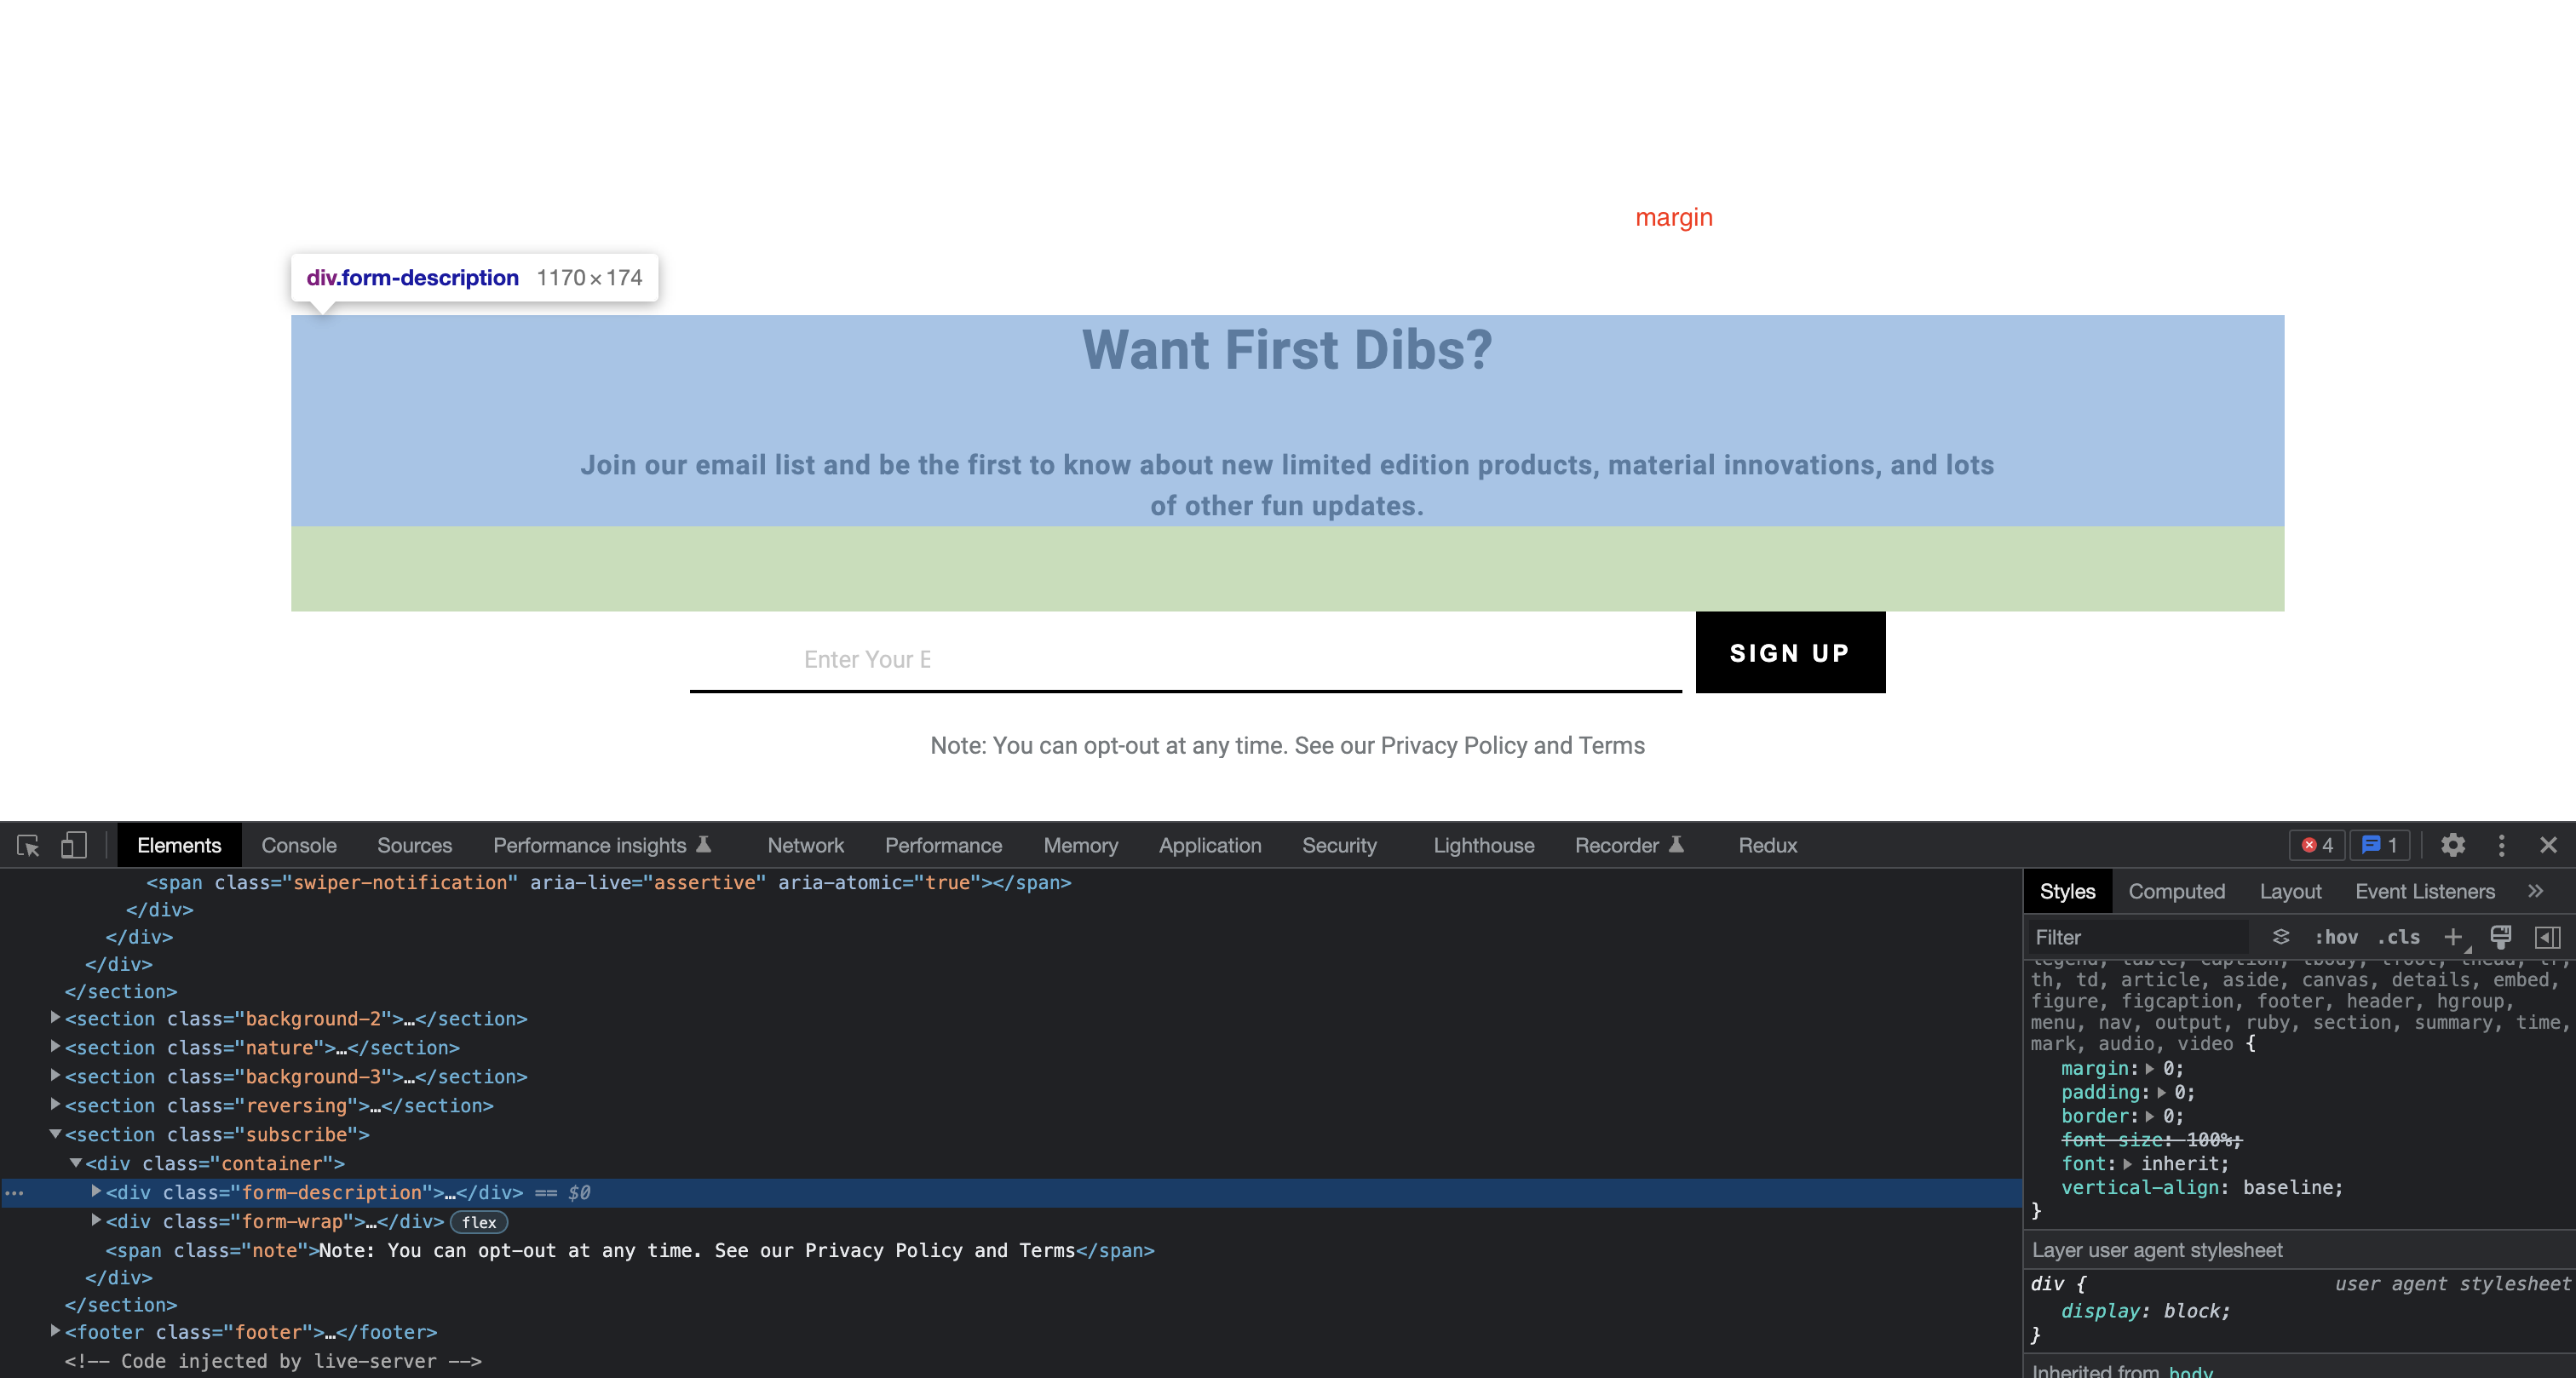 margin
div.form-description 1170 × 174
Want First Dibs?
Join our email list and be the first to know about new limited edition products, material innovations, and lots
of other fun updates.
Enter Your E
SIGN UP
Note: You can opt-out at any time. See our Privacy Policy and Terms
Elements Console Sources Performance insights Network Performance Memory Application Security Lighthouse Recorder Redux 4 1
<span class="swiper-notification" aria-live="assertive" aria-atomic="true"></span>
</div>
</div>
</div>
</section>
<section class="background-2">…</section>
<section class="nature">…</section>
<section class="background-3">…</section>
<section class="reversing">…</section>
<section class="subscribe">
<div class="container">
<div class="form-description">…</div> == $0
<div class="form-wrap">…</div> flex
<span class="note">Note: You can opt-out at any time. See our Privacy Policy and Terms</span>
</div>
</section>
<footer class="footer">…</footer>
<!-- Code injected by live-server -->
Styles Computed Layout Event Listeners »
Filter :hov .cls
legend, table, caption, tbody, tfoot, thead, tr,
th, td, article, aside, canvas, details, embed,
figure, figcaption, footer, header, hgroup,
menu, nav, output, ruby, section, summary, time,
mark, audio, video {
margin: 0;
padding: 0;
border: 0;
font-size: 100%;
font: inherit;
vertical-align: baseline;
}
Layer user agent stylesheet
div { user agent stylesheet
display: block;
}
Inherited from body